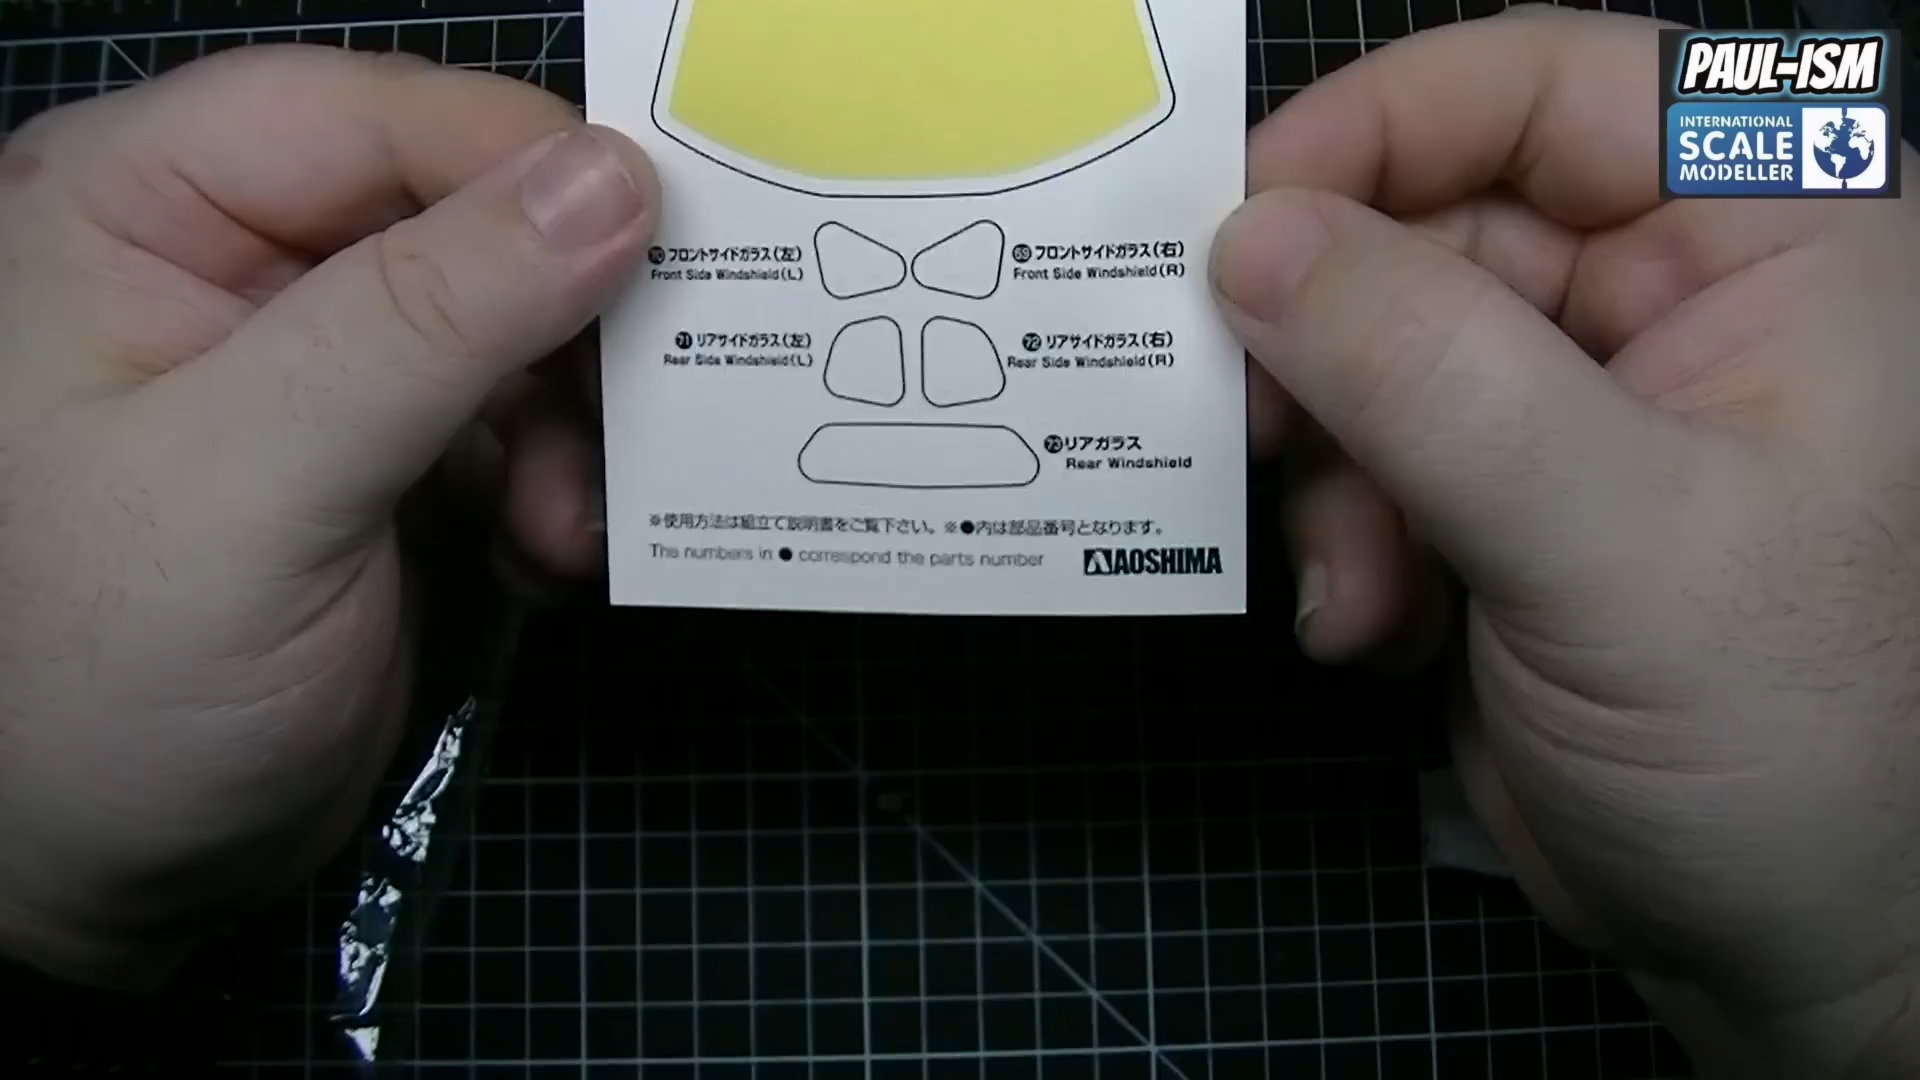 PAUL-ISM
INTERNATIONAL
SCALE
MODELLER
70 フロントサイドガラス(左)
Front Side Windshield(L)
69 フロントサイドガラス(右)
Front Side Windshield(R)
71 リアサイドガラス(左)
Rear Side Windshield(L)
72 リアサイドガラス(右)
Rear Side Windshield(R)
73 リアガラス
Rear Windshield
※使用方法は組立て説明書をご覧下さい。※●内は部品番号となります。
The numbers in ● correspond the parts number
AOSHIMA